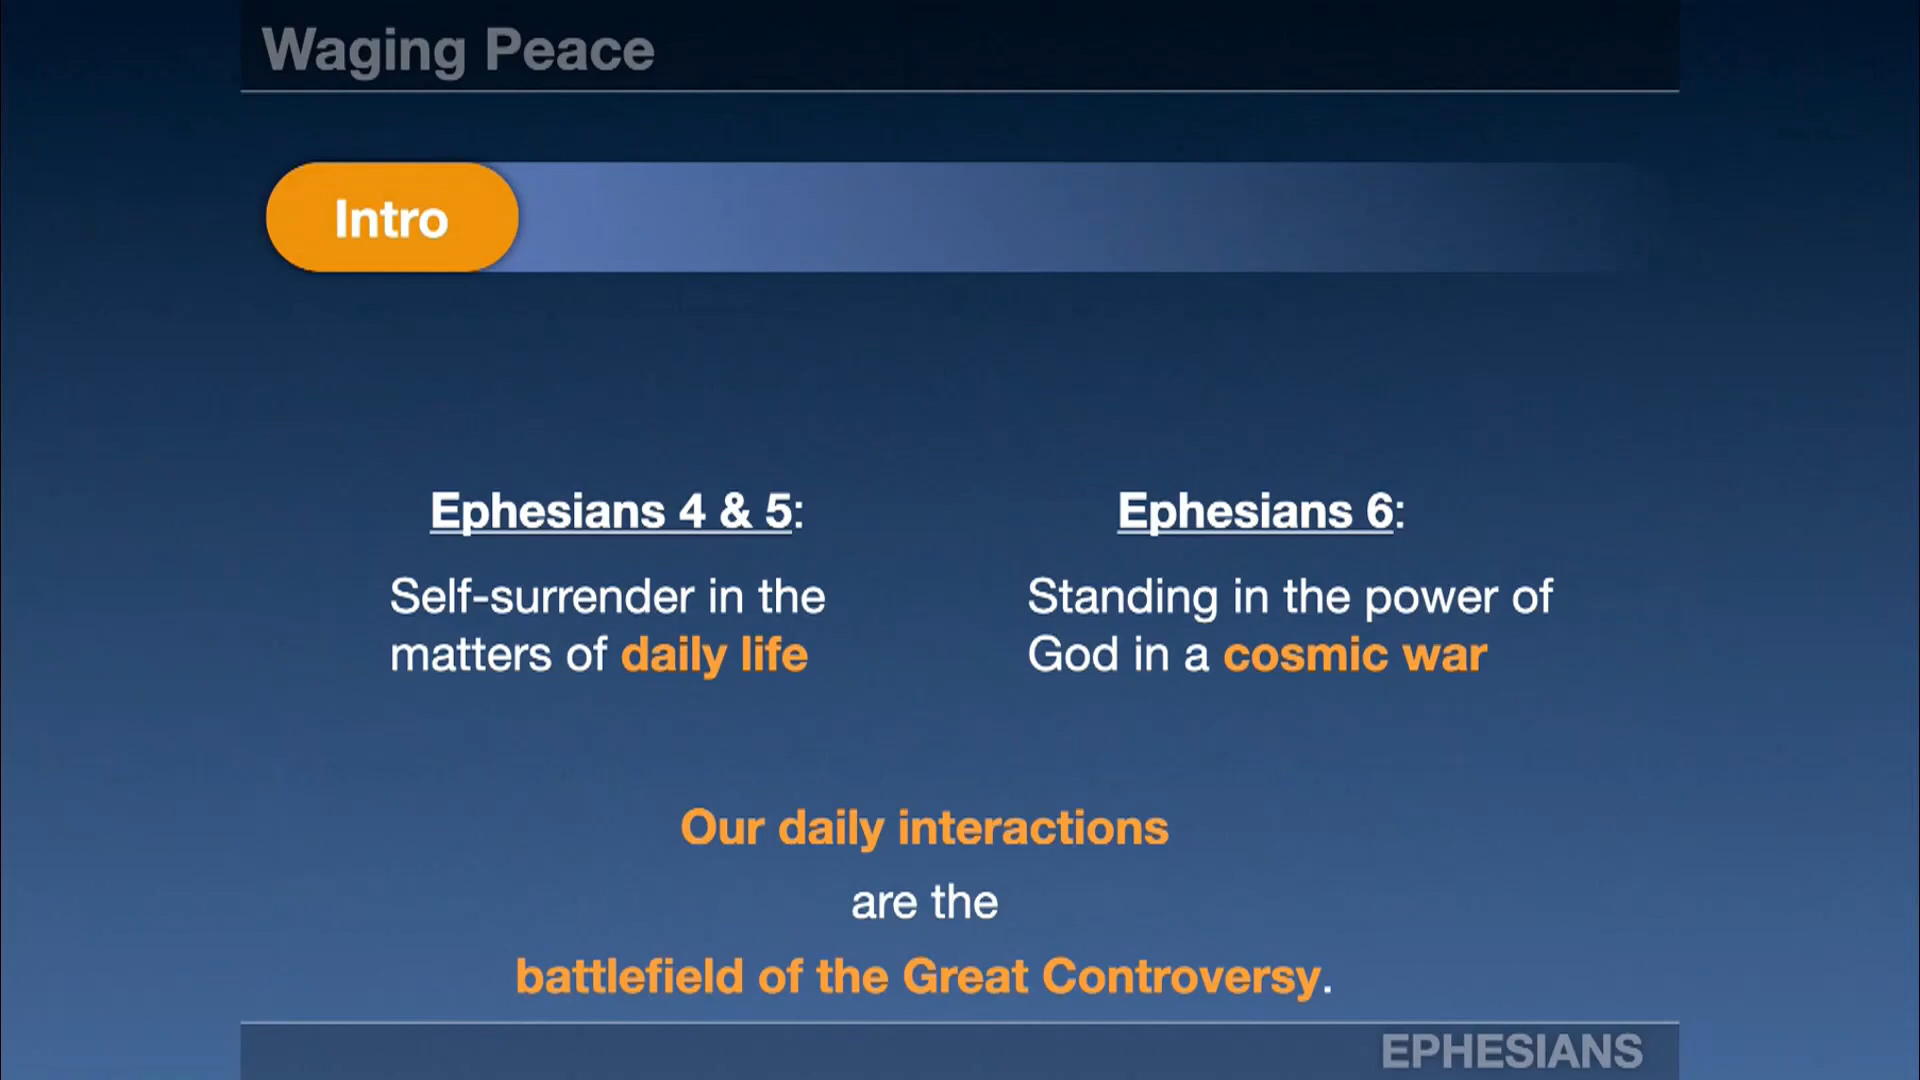 Waging Peace
Intro
Ephesians 4 & 5:
Self-surrender in the
matters of daily life
Ephesians 6:
Standing in the power of
God in a cosmic war
Our daily interactions
are the
battlefield of the Great Controversy.
EPHESIANS